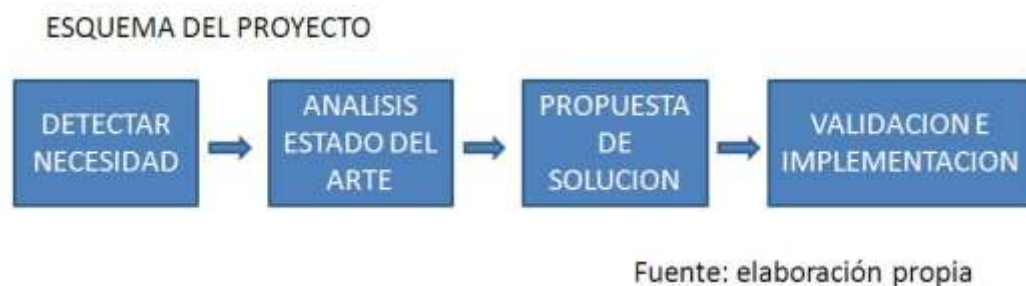 ESQUEMA DEL PROYECTO
DETECTAR
NECESIDAD
ANALISIS
ESTADO DEL
ARTE
PROPUESTA
DE
SOLUCION
VALIDACION E
IMPLEMENTACION
Fuente: elaboración propia